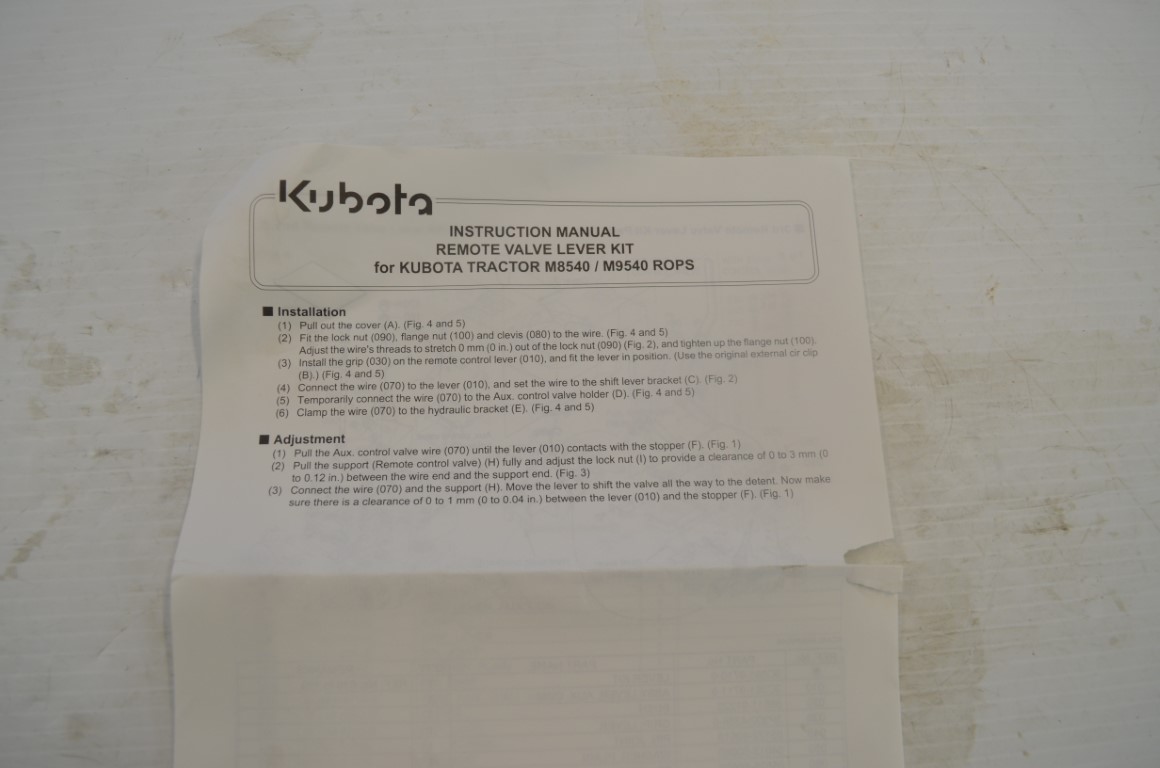 Kubota
INSTRUCTION MANUAL
REMOTE VALVE LEVER KIT
for KUBOTA TRACTOR M8540 / M9540 ROPS
■ Installation
(1) Pull out the cover (A). (Fig. 4 and 5)
(2) Fit the lock nut (090), flange nut (100) and clevis (080) to the wire. (Fig. 4 and 5)
Adjust the wire's threads to stretch 0 mm (0 in.) out of the lock nut (090) (Fig. 2), and tighten up the flange nut (100).
(3) Install the grip (030) on the remote control lever (010), and fit the lever in position. (Use the original external cir clip
(B).) (Fig. 4 and 5)
(4) Connect the wire (070) to the lever (010), and set the wire to the shift lever bracket (C). (Fig. 2)
(5) Temporarily connect the wire (070) to the Aux. control valve holder (D). (Fig. 4 and 5)
(6) Clamp the wire (070) to the hydraulic bracket (E). (Fig. 4 and 5)
■ Adjustment
(1) Pull the Aux. control valve wire (070) until the lever (010) contacts with the stopper (F). (Fig. 1)
(2) Pull the support (Remote control valve) (H) fully and adjust the lock nut (I) to provide a clearance of 0 to 3 mm (0
to 0.12 in.) between the wire end and the support end. (Fig. 3)
(3) Connect the wire (070) and the support (H). Move the lever to shift the valve all the way to the detent. Now make
sure there is a clearance of 0 to 1 mm (0 to 0.04 in.) between the lever (010) and the stopper (F). (Fig. 1)